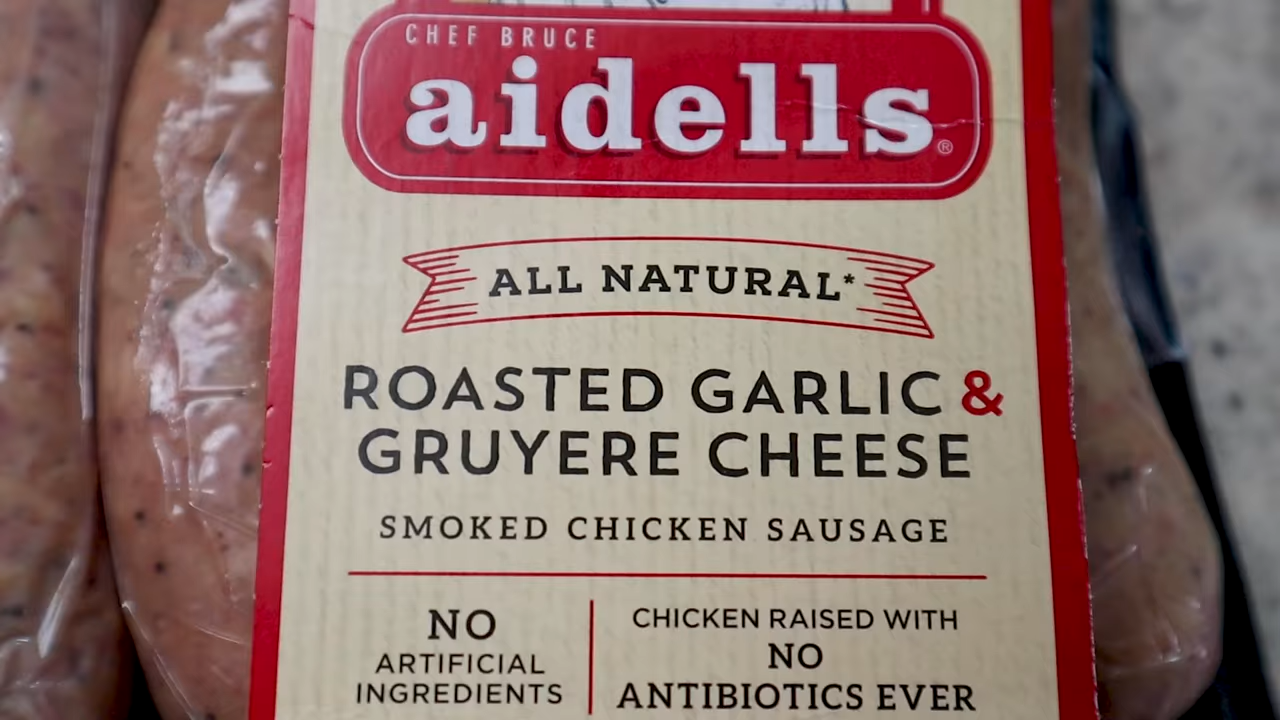 CHEF BRUCE
aidells®
ALL NATURAL*
ROASTED GARLIC &
GRUYERE CHEESE
SMOKED CHICKEN SAUSAGE
NO
ARTIFICIAL
INGREDIENTS
CHICKEN RAISED WITH
NO
ANTIBIOTICS EVER